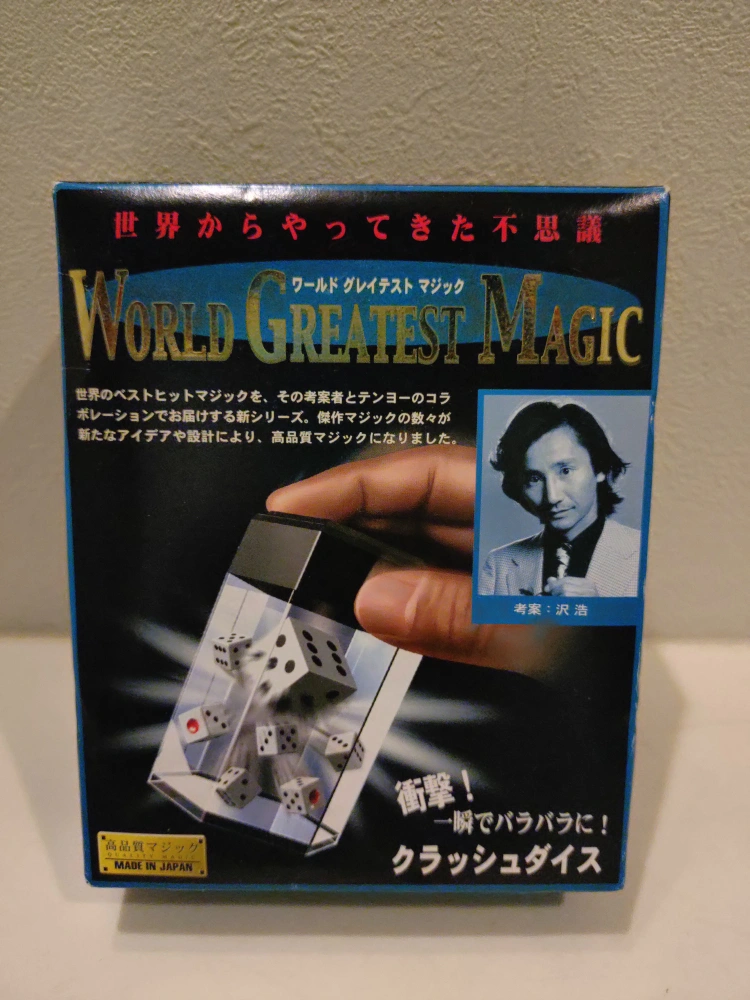 世界からやってきた不思議
ワールド グレイテスト マジック
WORLD GREATEST MAGIC
世界のベストヒットマジックを、その考案者とテンヨーのコラ
ボレーションでお届けする新シリーズ。傑作マジックの数々が
新たなアイデアや設計により、高品質マジックになりました。
考案：沢 浩
衝撃！
一瞬でバラバラに！
クラッシュダイス
高品質マジック
QUALITY MAGIC
MADE IN JAPAN